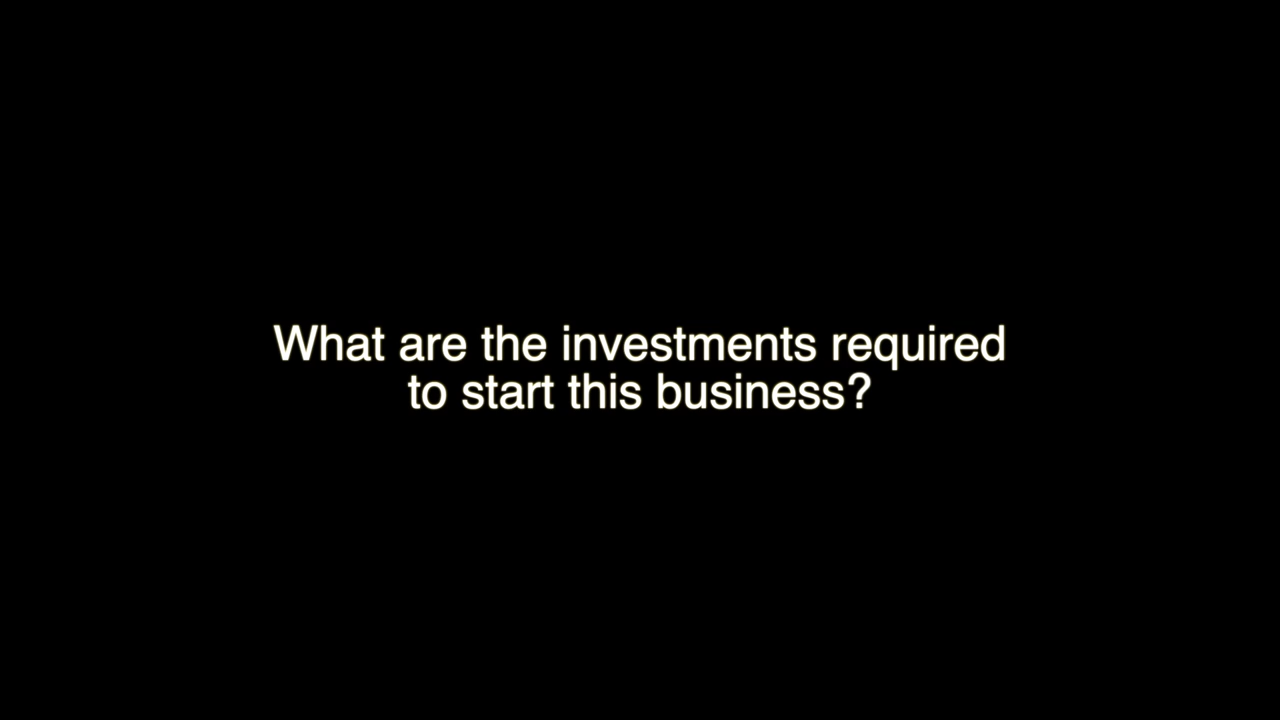 What are the investments required
to start this business?